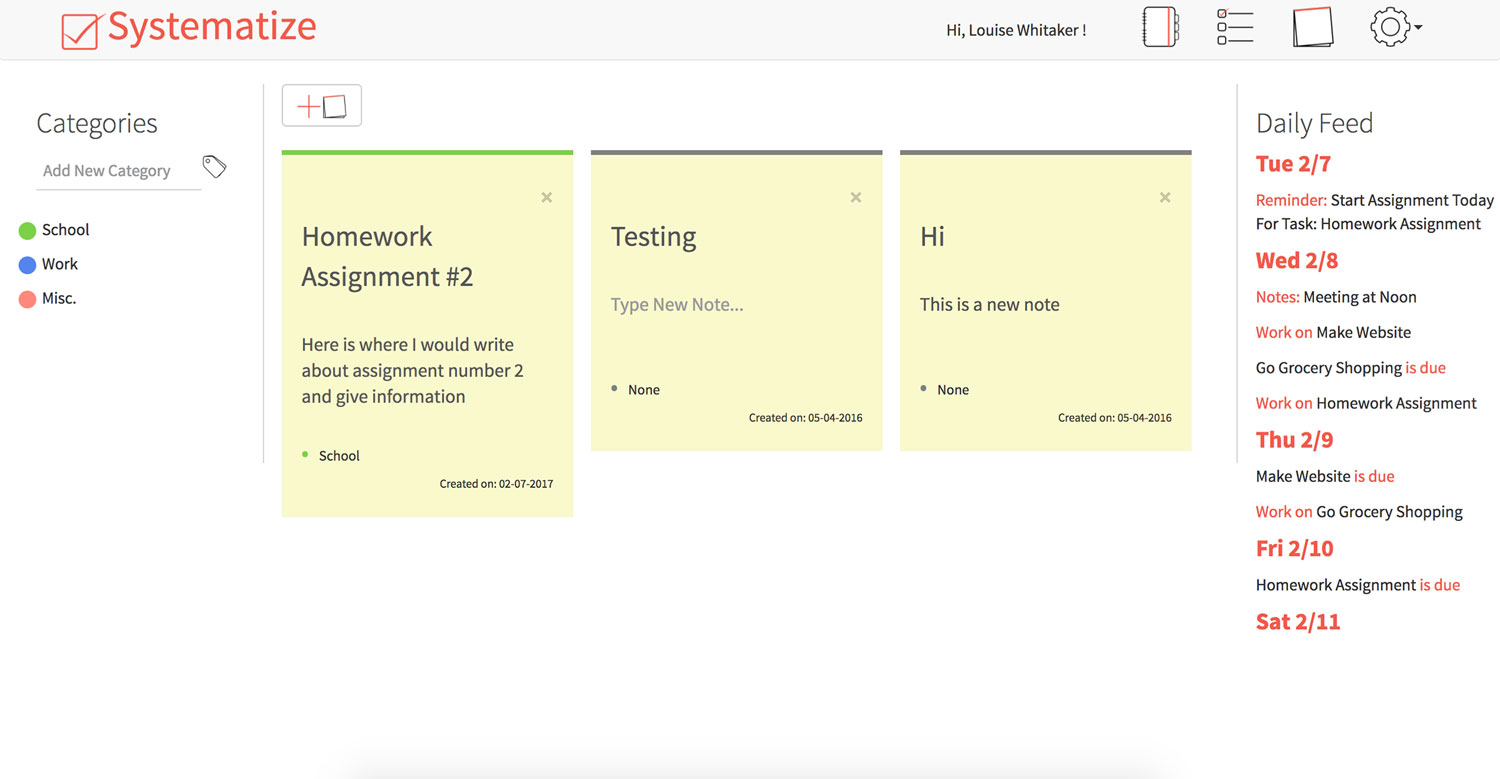 Systematize
Hi, Louise Whitaker !
Categories
Add New Category
School
Work
Misc.
×
Homework
Assignment #2
Here is where I would write
about assignment number 2
and give information
School
Created on: 02-07-2017
×
Testing
Type New Note...
None
Created on: 05-04-2016
×
Hi
This is a new note
None
Created on: 05-04-2016
Daily Feed
Tue 2/7
Reminder: Start Assignment Today
For Task: Homework Assignment
Wed 2/8
Notes: Meeting at Noon
Work on Make Website
Go Grocery Shopping is due
Work on Homework Assignment
Thu 2/9
Make Website is due
Work on Go Grocery Shopping
Fri 2/10
Homework Assignment is due
Sat 2/11